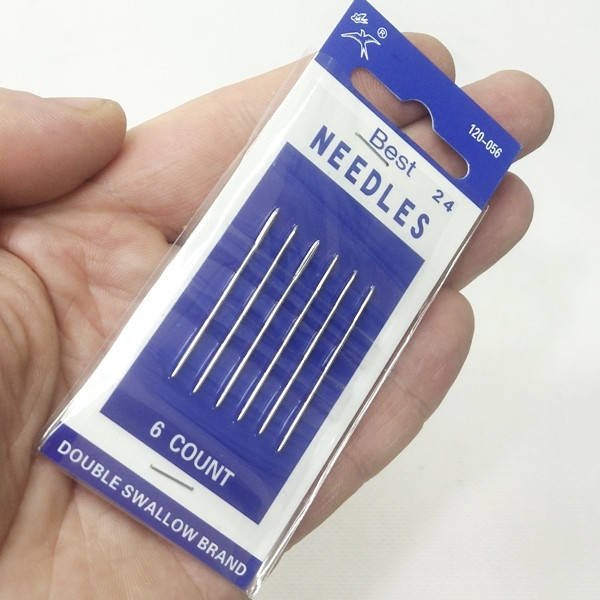 ®
120-056
Best
24
NEEDLES
6 COUNT
DOUBLE SWALLOW BRAND